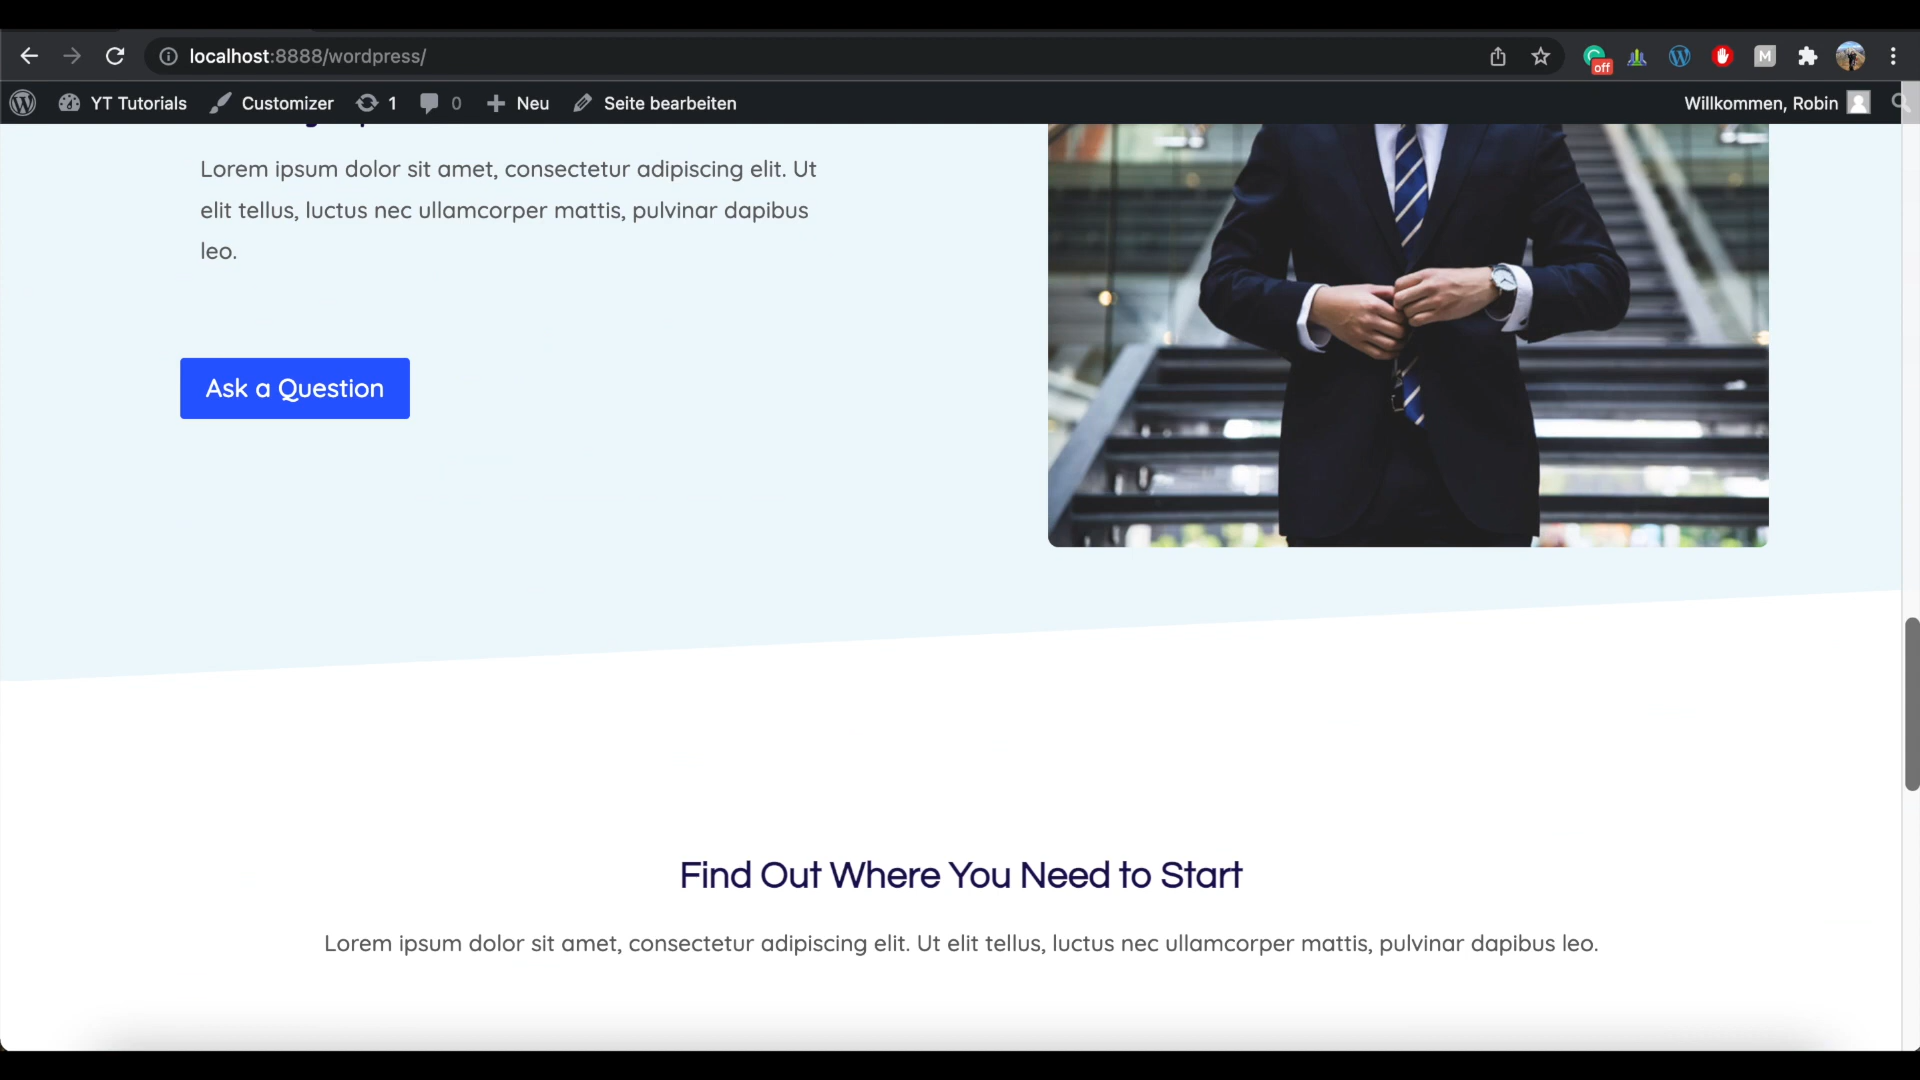 localhost:8888/wordpress/
off
M
YT Tutorials Customizer 1 0 Neu Seite bearbeiten Willkommen, Robin
Lorem ipsum dolor sit amet, consectetur adipiscing elit. Ut
elit tellus, luctus nec ullamcorper mattis, pulvinar dapibus
leo.
Ask a Question
Find Out Where You Need to Start
Lorem ipsum dolor sit amet, consectetur adipiscing elit. Ut elit tellus, luctus nec ullamcorper mattis, pulvinar dapibus leo.